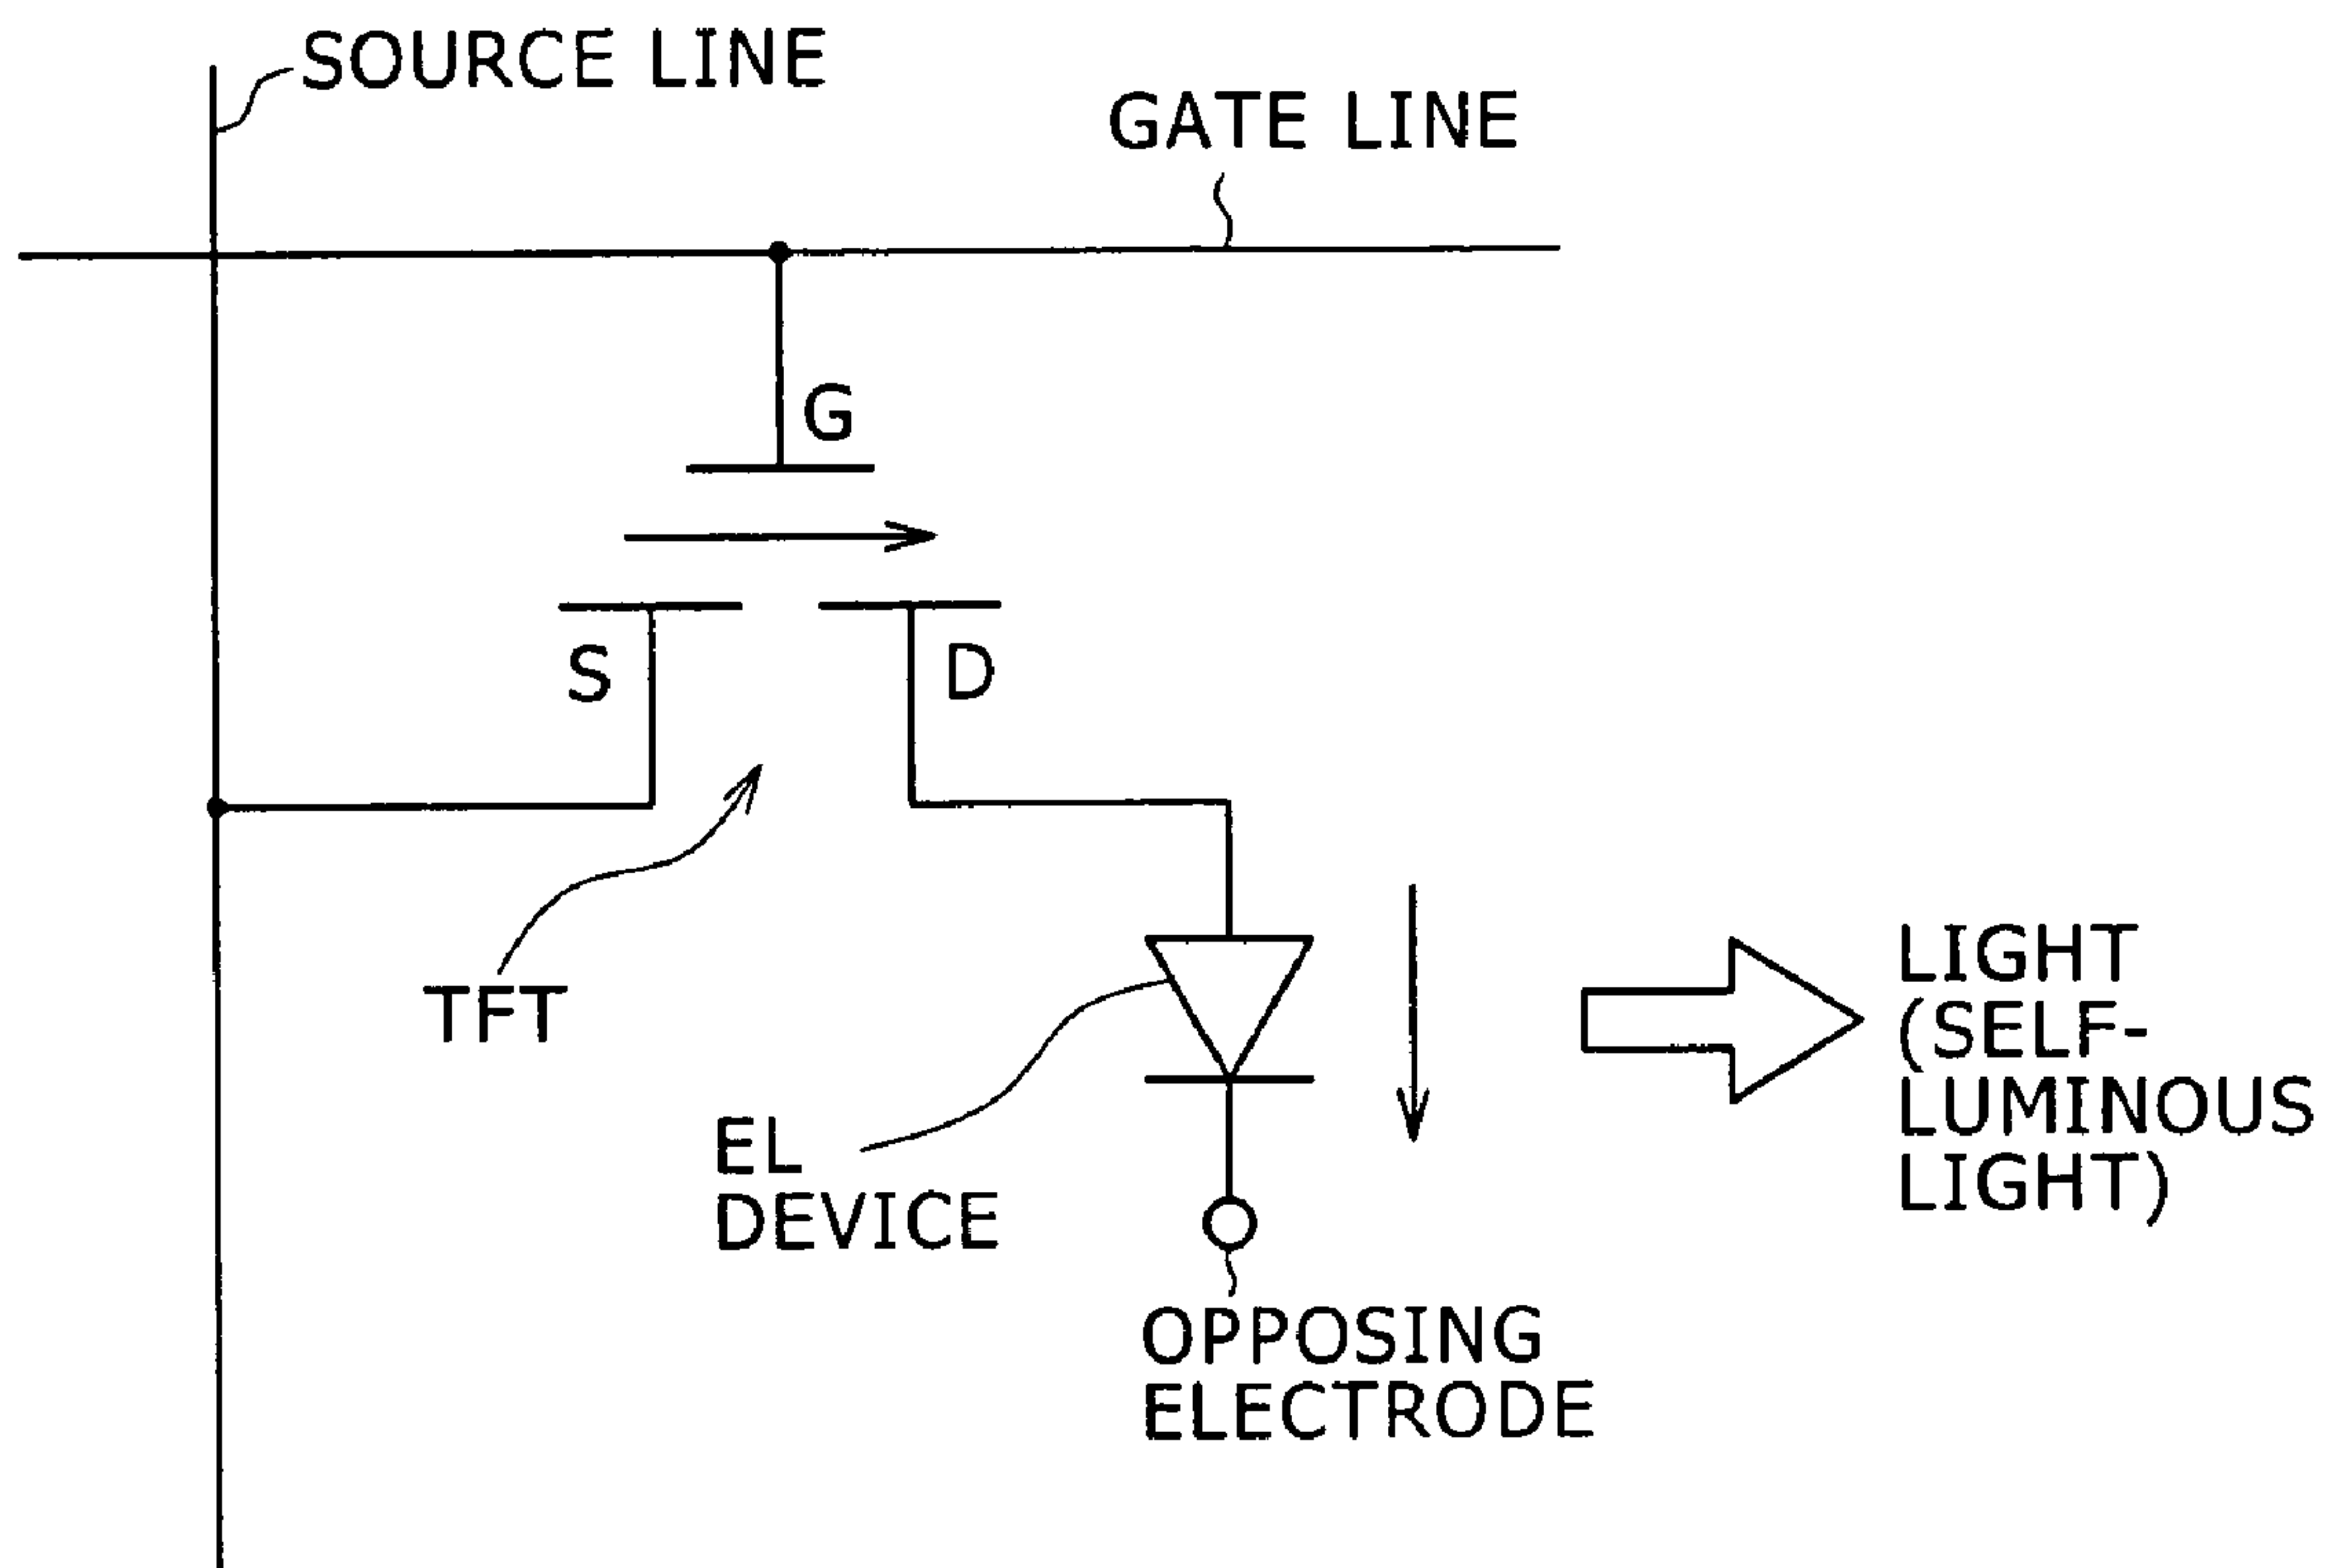 SOURCE LINE
GATE LINE
G
S
D
TFT
EL
DEVICE
LIGHT
(SELF-
LUMINOUS
LIGHT)
OPPOSING
ELECTRODE